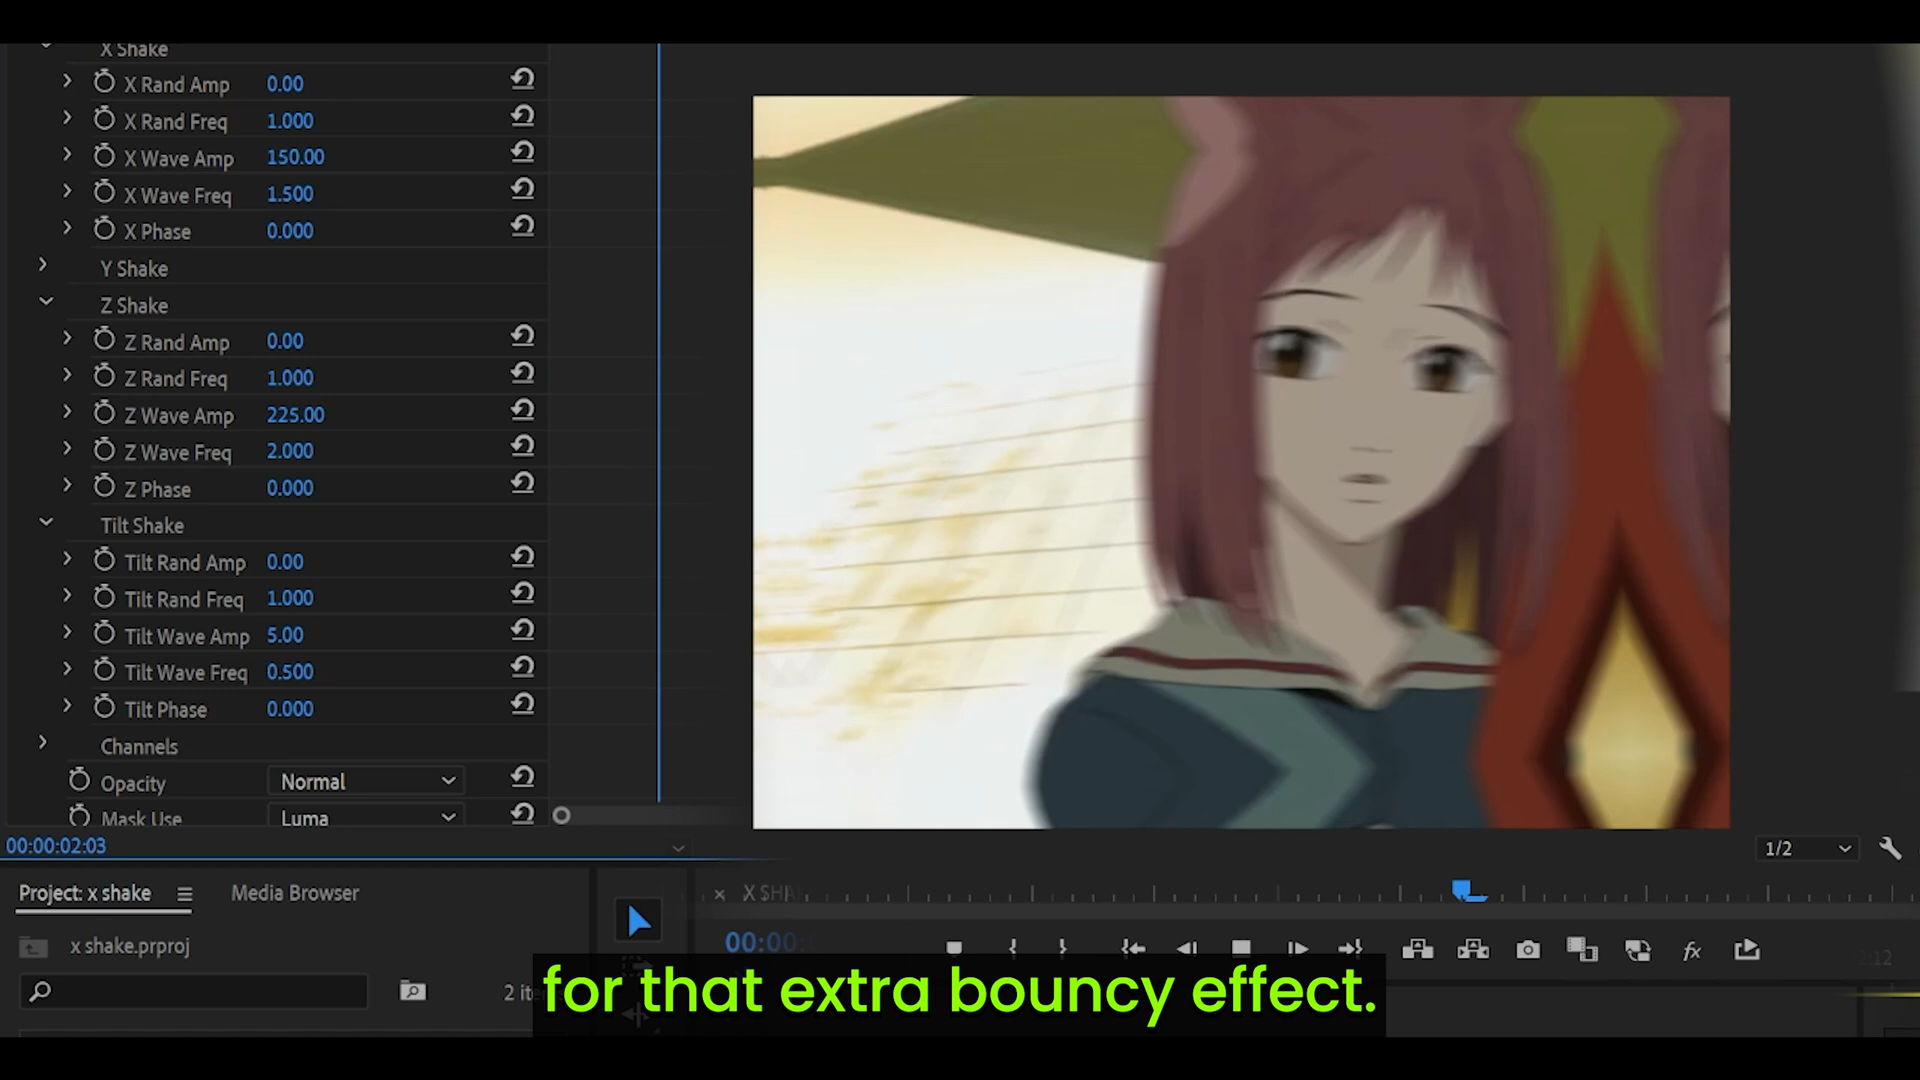 X Shake
X Rand Amp 0.00
X Rand Freq 1.000
X Wave Amp 150.00
X Wave Freq 1.500
X Phase 0.000
Y Shake
Z Shake
Z Rand Amp 0.00
Z Rand Freq 1.000
Z Wave Amp 225.00
Z Wave Freq 2.000
Z Phase 0.000
Tilt Shake
Tilt Rand Amp 0.00
Tilt Rand Freq 1.000
Tilt Wave Amp 5.00
Tilt Wave Freq 0.500
Tilt Phase 0.000
Channels
Opacity Normal
Mask Use Luma
00:00:02:03
1/2
Project: x shake Media Browser
X SHA
x shake.prproj
00:00:
fx
2 ite
for that extra bouncy effect.